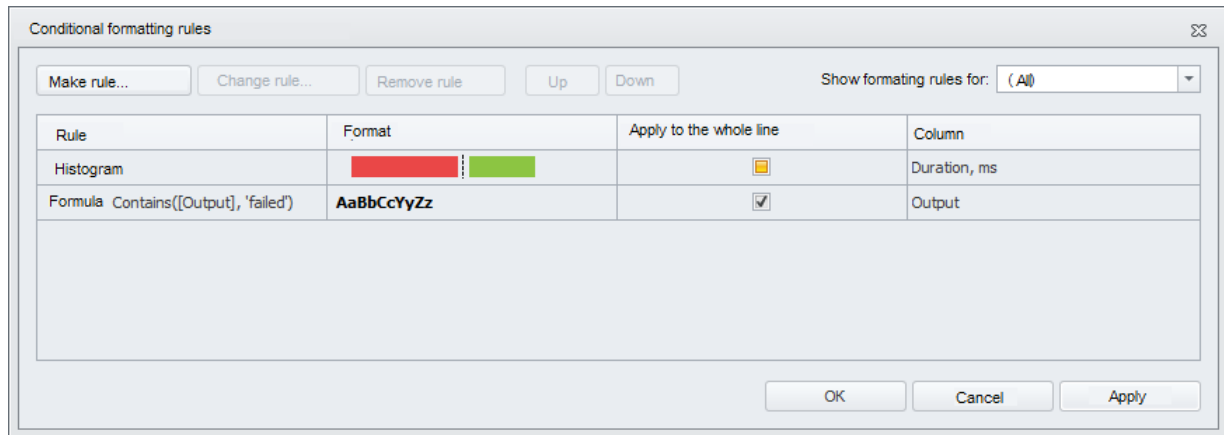 Conditional formatting rules
Make rule... Change rule... Remove rule Up Down Show formating rules for: (All)
Rule Format Apply to the whole line Column
Histogram Duration, ms
Formula Contains([Output], 'failed') AaBbCcYyZz Output
OK Cancel Apply